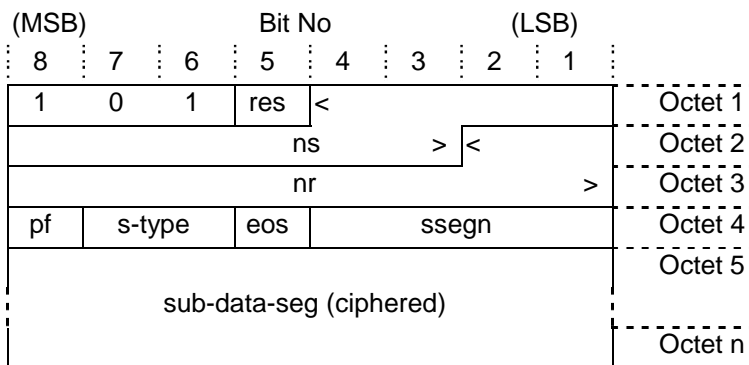 (MSB) Bit No (LSB)
8 7 6 5 4 3 2 1
1 0 1 res < Octet 1
ns > < Octet 2
nr > Octet 3
pf s-type eos ssegn Octet 4
Octet 5
sub-data-seg (ciphered)
Octet n